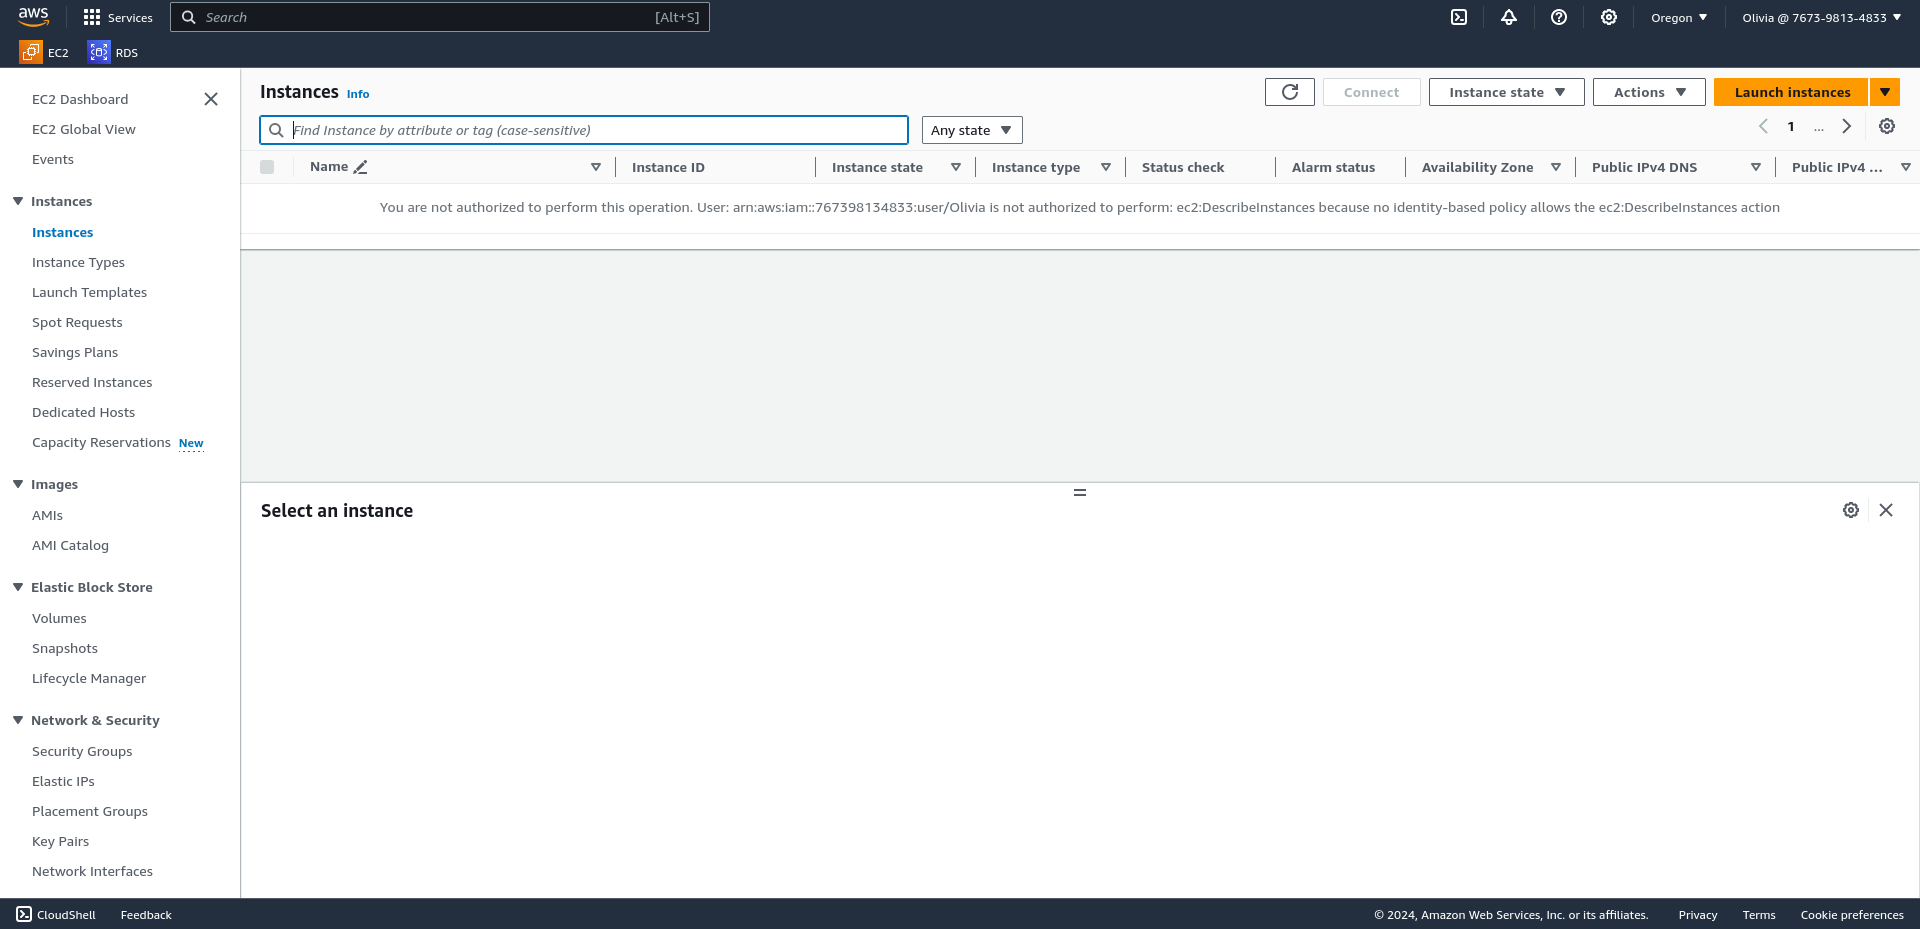 aws
Services
Search
[Alt+S]
Oregon
Olivia @ 7673-9813-4833
EC2
RDS
EC2 Dashboard
EC2 Global View
Events
Instances
Instances
Instance Types
Launch Templates
Spot Requests
Savings Plans
Reserved Instances
Dedicated Hosts
Capacity Reservations New
Images
AMIs
AMI Catalog
Elastic Block Store
Volumes
Snapshots
Lifecycle Manager
Network & Security
Security Groups
Elastic IPs
Placement Groups
Key Pairs
Network Interfaces
Instances Info
Connect
Instance state
Actions
Launch instances
Find Instance by attribute or tag (case-sensitive)
Any state
1
...
Name
Instance ID
Instance state
Instance type
Status check
Alarm status
Availability Zone
Public IPv4 DNS
Public IPv4 ...
You are not authorized to perform this operation. User: arn:aws:iam::767398134833:user/Olivia is not authorized to perform: ec2:DescribeInstances because no identity-based policy allows the ec2:DescribeInstances action
Select an instance
CloudShell
Feedback
© 2024, Amazon Web Services, Inc. or its affiliates.
Privacy
Terms
Cookie preferences